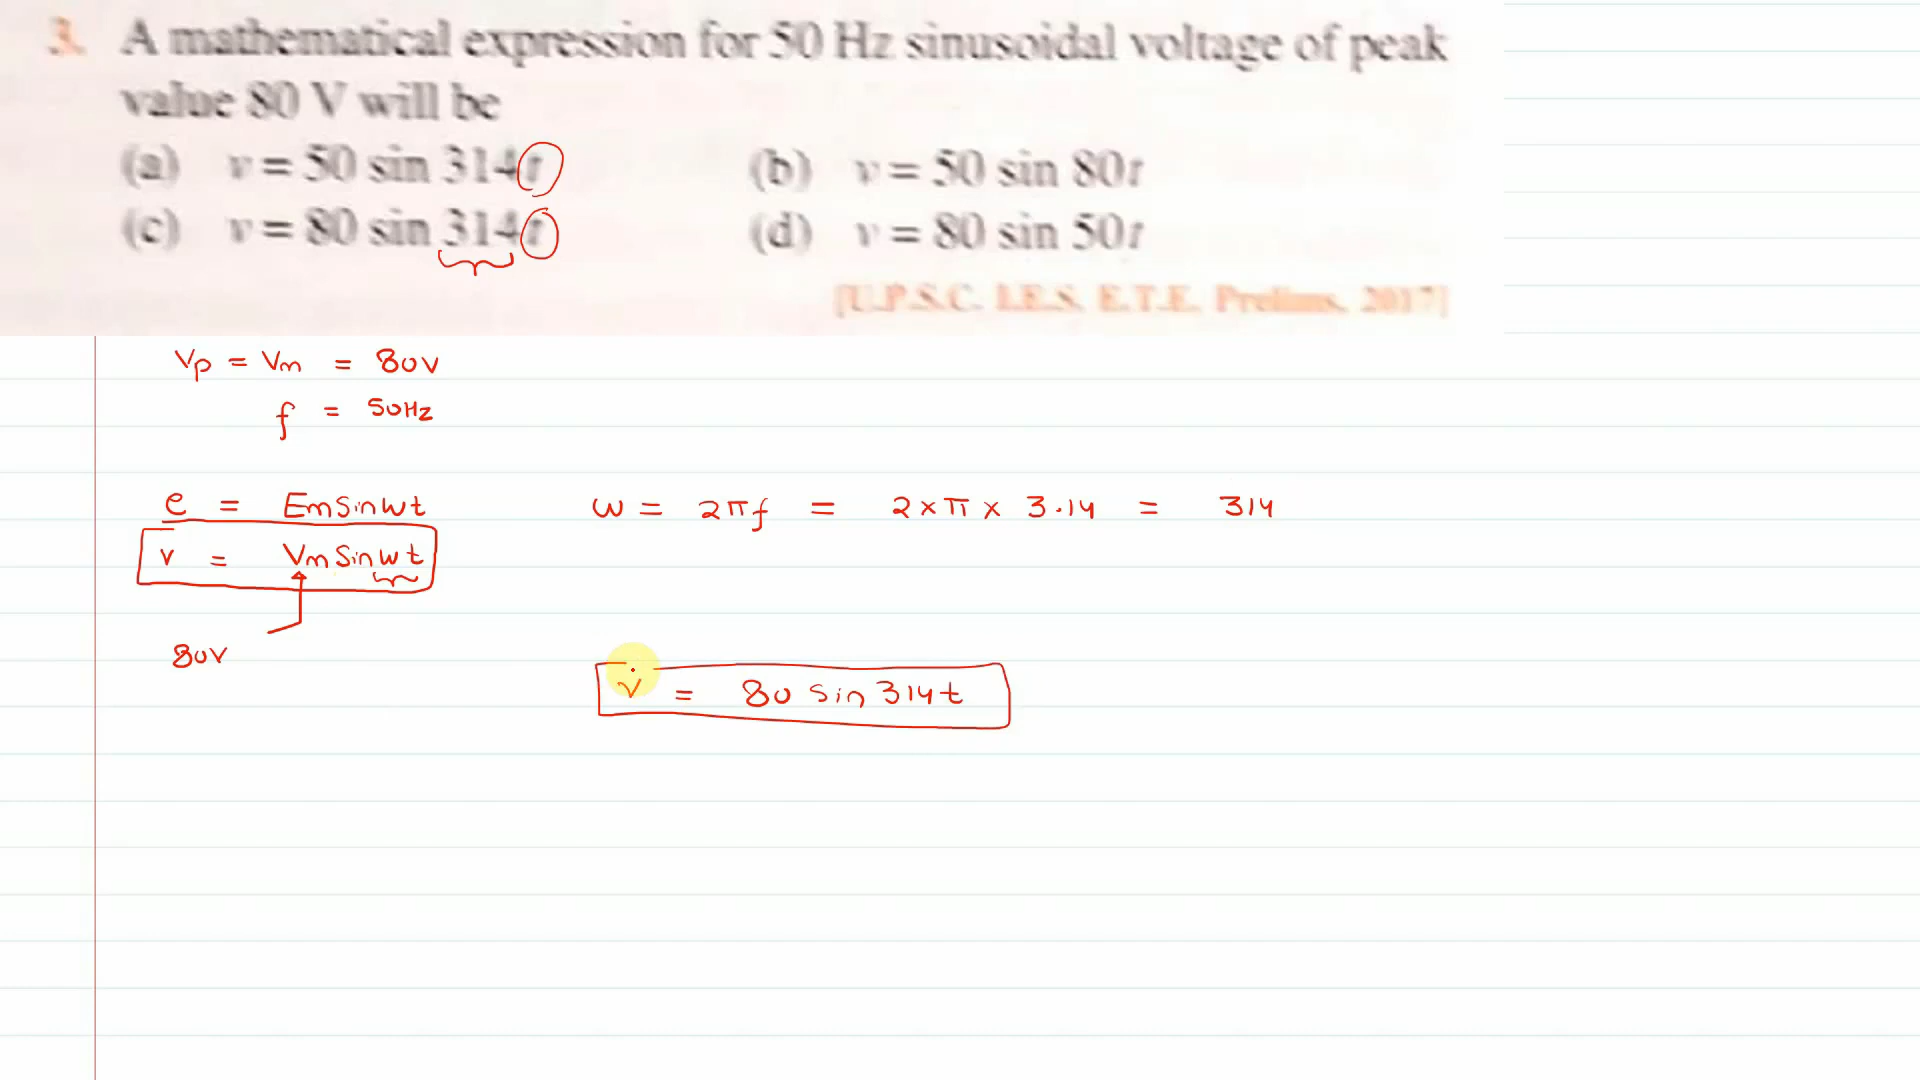 3. A mathematical expression for 50 Hz sinusoidal voltage of peak
value 80 V will be
(a) v = 50 sin 314t (b) v = 50 sin 80t
(c) v = 80 sin 314t (d) v = 80 sin 50t
[U.P.S.C. I.E.S. E.T.E. Prelims, 2017]
Vp = Vm = 80V
f = 50Hz
e = Em sin wt w = 2πf = 2 × π × 3.14 = 314
v = Vm sin wt
80V
v = 80 sin 314t